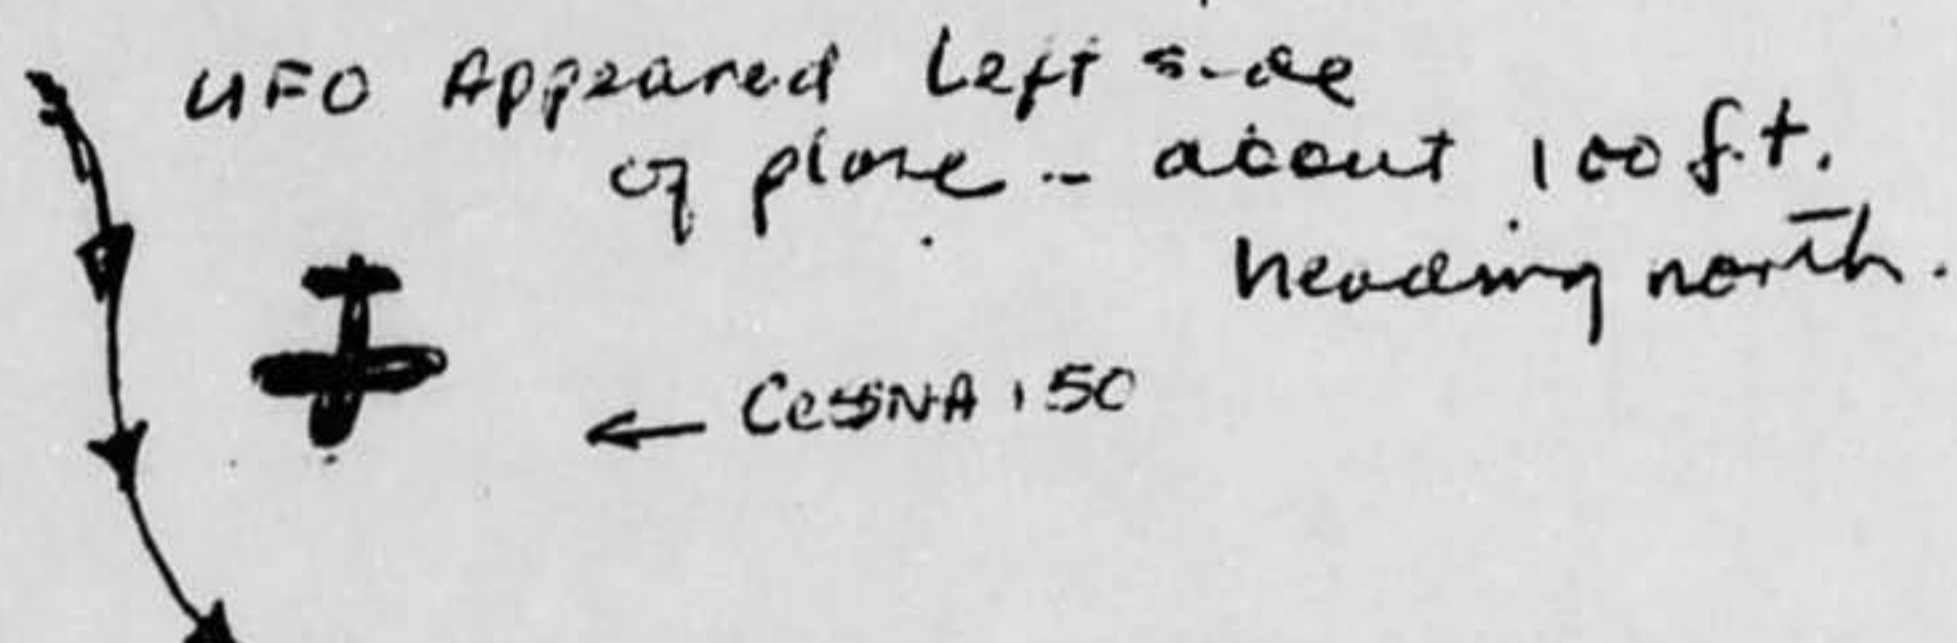 UFO Appeared Left side
of plane -- about 100 ft.
heading north.
← Cessna 150